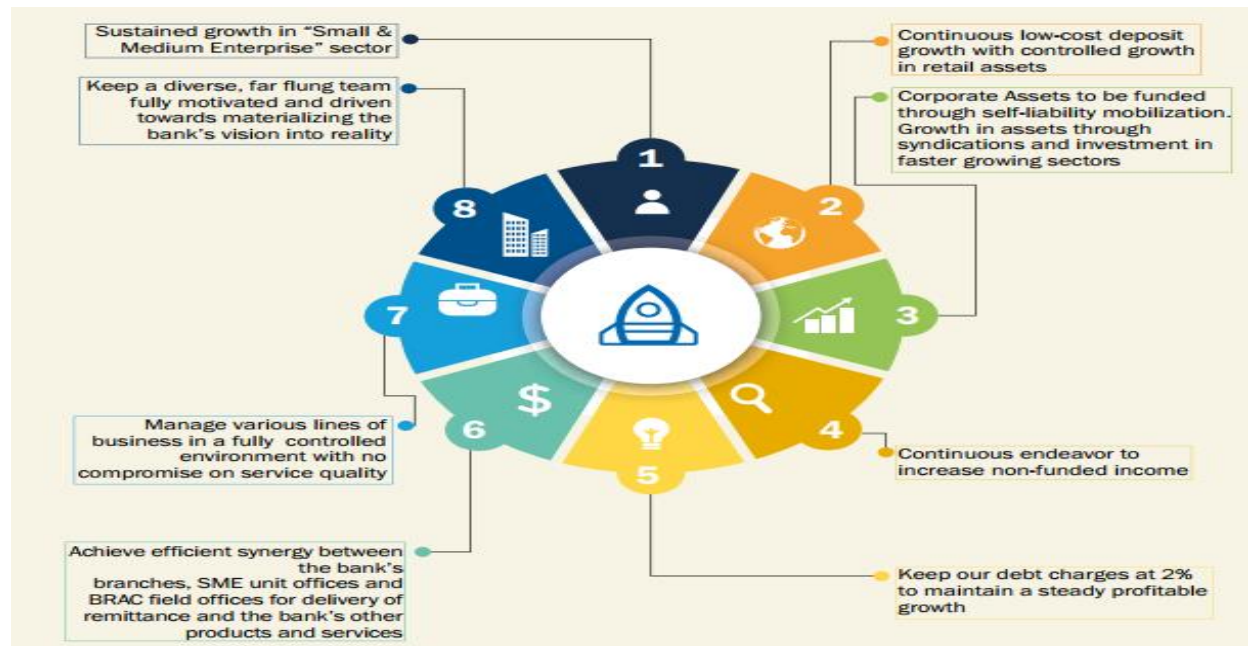 Sustained growth in “Small &
Medium Enterprise” sector
Keep a diverse, far flung team
fully motivated and driven
towards materializing the
bank’s vision into reality
Continuous low-cost deposit
growth with controlled growth
in retail assets
Corporate Assets to be funded
through self-liability mobilization.
Growth in assets through
syndications and investment in
faster growing sectors
1
2
3
4
5
6
7
8
$
Manage various lines of
business in a fully controlled
environment with no
compromise on service quality
Continuous endeavor to
increase non-funded income
Achieve efficient synergy between
the bank’s
branches, SME unit offices and
BRAC field offices for delivery of
remittance and the bank’s other
products and services
Keep our debt charges at 2%
to maintain a steady profitable
growth